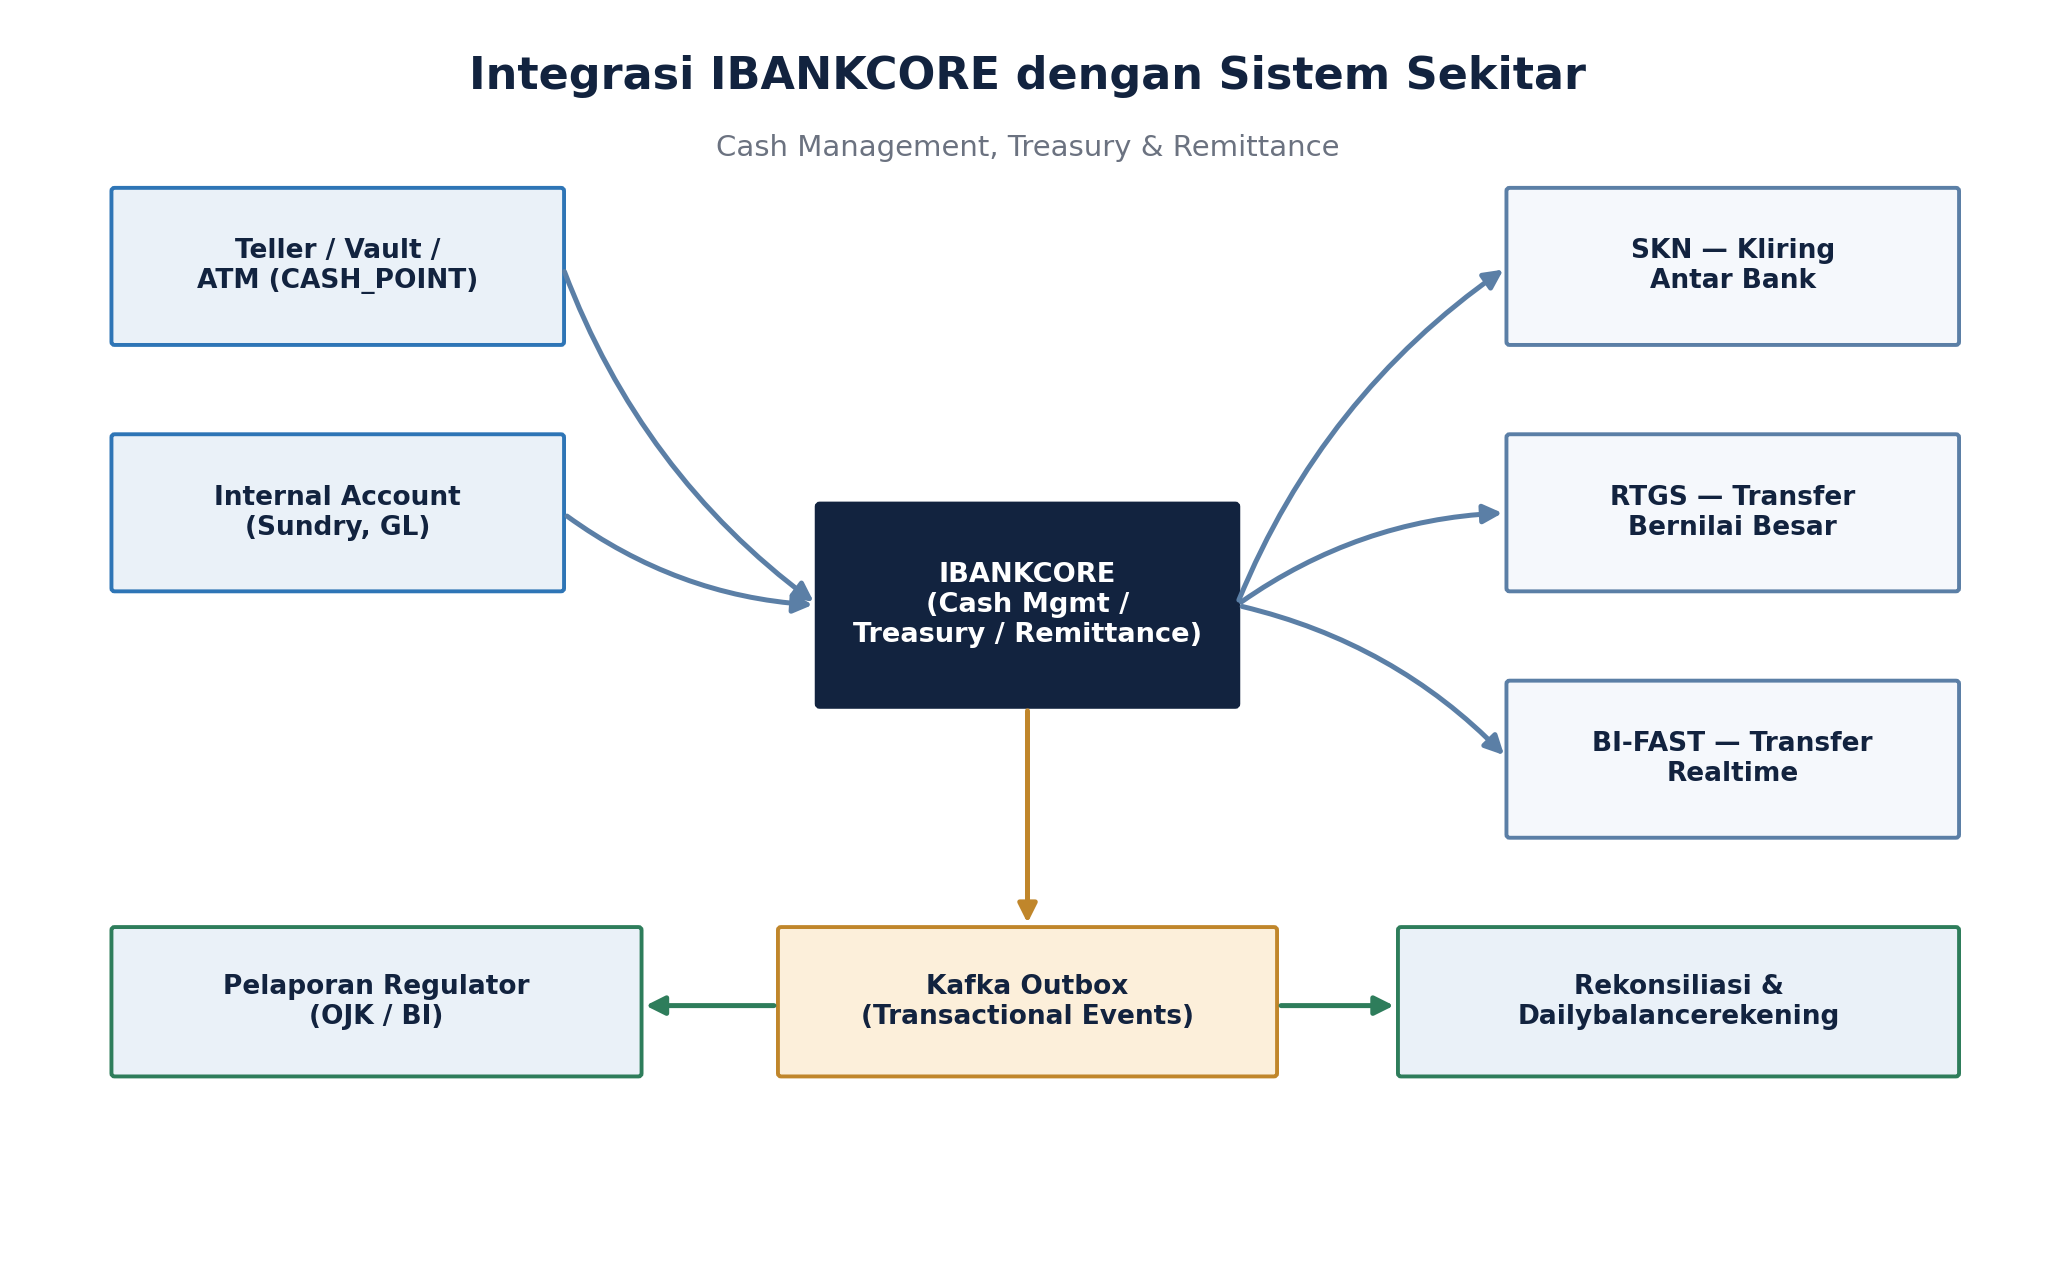 Integrasi IBANKCORE dengan Sistem Sekitar
Cash Management, Treasury & Remittance
Teller / Vault /
ATM (CASH_POINT)
SKN — Kliring
Antar Bank
Internal Account
(Sundry, GL)
RTGS — Transfer
Bernilai Besar
IBANKCORE
(Cash Mgmt /
Treasury / Remittance)
BI-FAST — Transfer
Realtime
Pelaporan Regulator
(OJK / BI)
Kafka Outbox
(Transactional Events)
Rekonsiliasi &
Dailybalancerekening